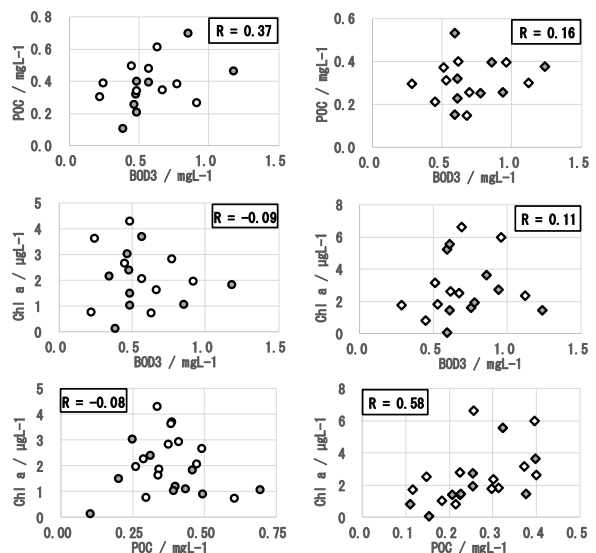 R = 0.37
0.8
0.6
0.4
0.2
0.0
POC / mgL-1
0.0 0.5 1.0 1.5
BOD3 / mgL-1
R = 0.16
0.6
0.4
0.2
0.0
POC / mgL-1
0.0 0.5 1.0 1.5
BOD3 / mgL-1
R = -0.09
5
4
3
2
1
0
Chl a / μgL-1
0.0 0.5 1.0 1.5
BOD3 / mgL-1
R = 0.11
8
6
4
2
0
Chl a / μgL-1
0.0 0.5 1.0 1.5
BOD3 / mgL-1
R = -0.08
5
4
3
2
1
0
Chl a / μgL-1
0.00 0.25 0.50 0.75
POC / mgL-1
R = 0.58
8
6
4
2
0
Chl a / μgL-1
0.0 0.1 0.2 0.3 0.4 0.5
POC / mgL-1